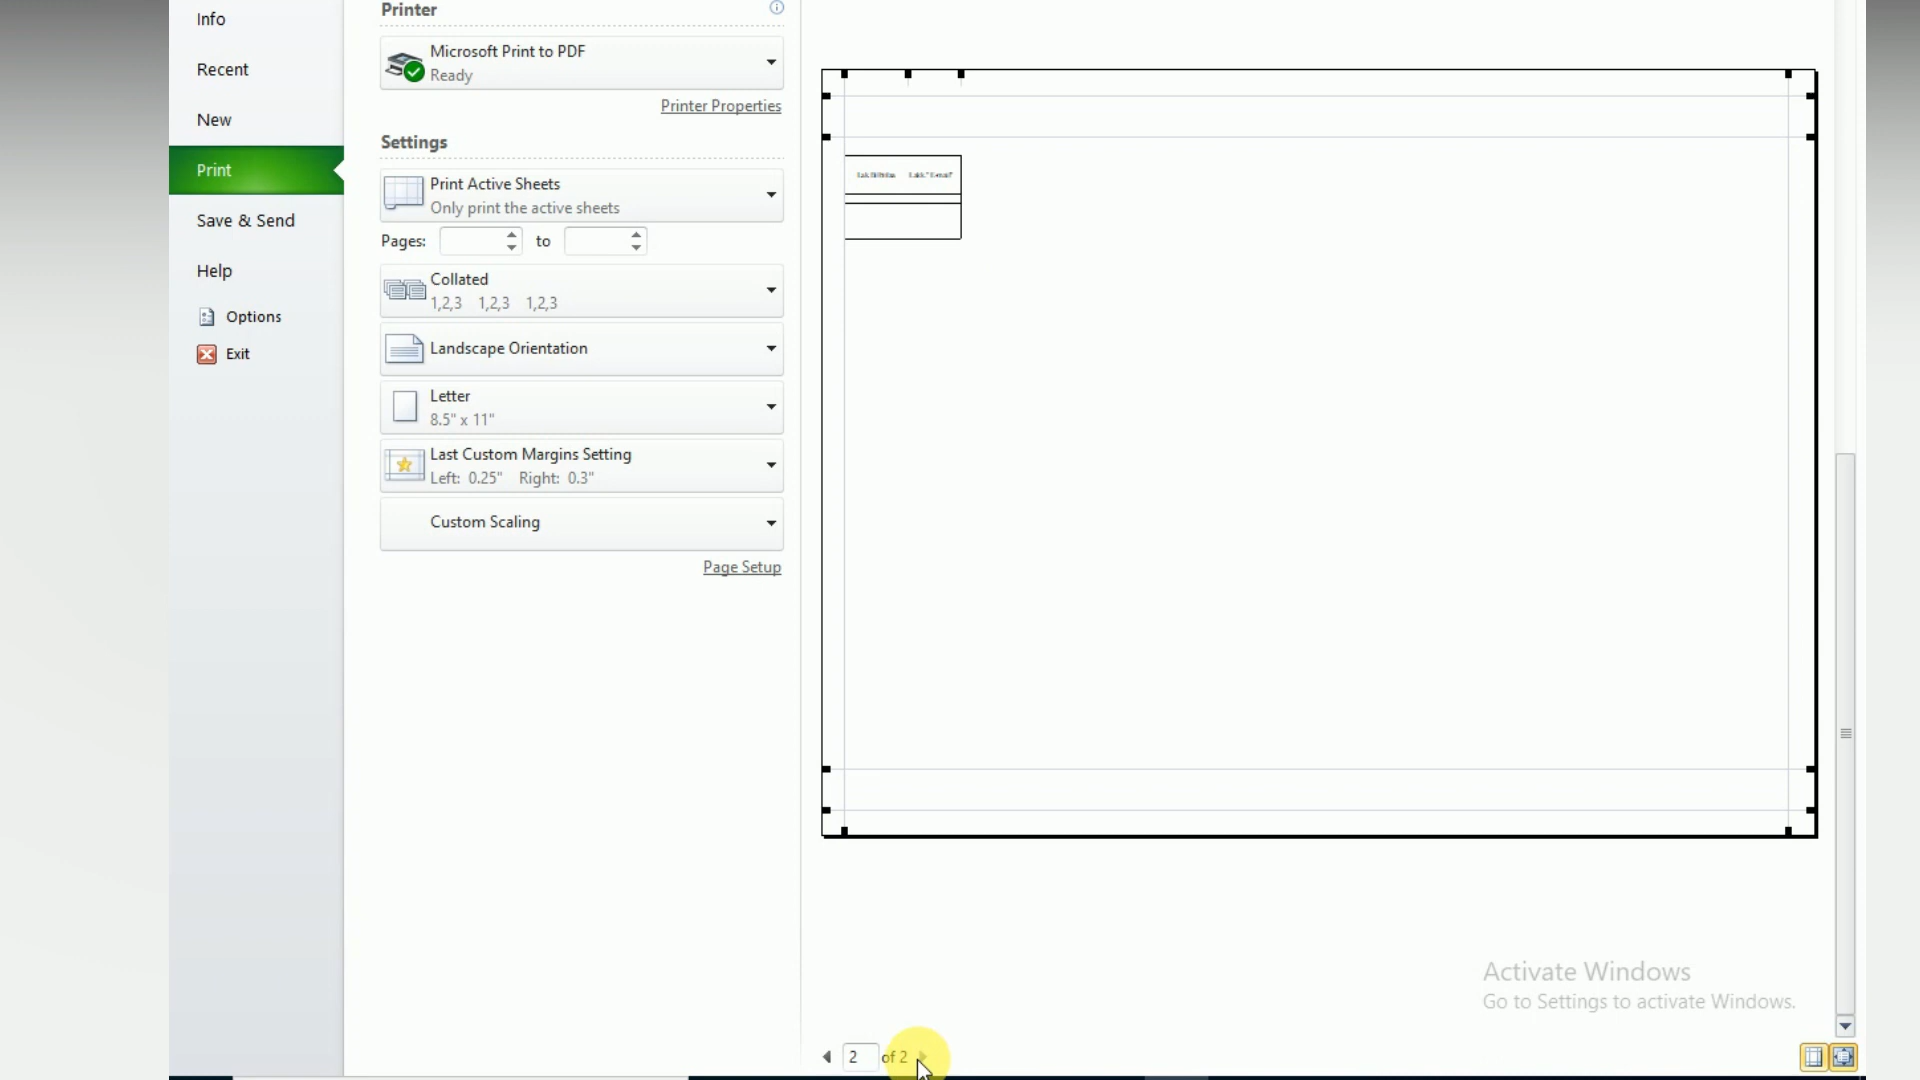 Info
Recent
New
Print
Save & Send
Help
Options
Exit
Printer
Microsoft Print to PDF
Ready
Printer Properties
Settings
Print Active Sheets
Only print the active sheets
Pages: to
Collated
1,2,3 1,2,3 1,2,3
Landscape Orientation
Letter
8.5" x 11"
Last Custom Margins Setting
Left: 0.25" Right: 0.3"
Custom Scaling
Page Setup
2 of 2
Activate Windows
Go to Settings to activate Windows.